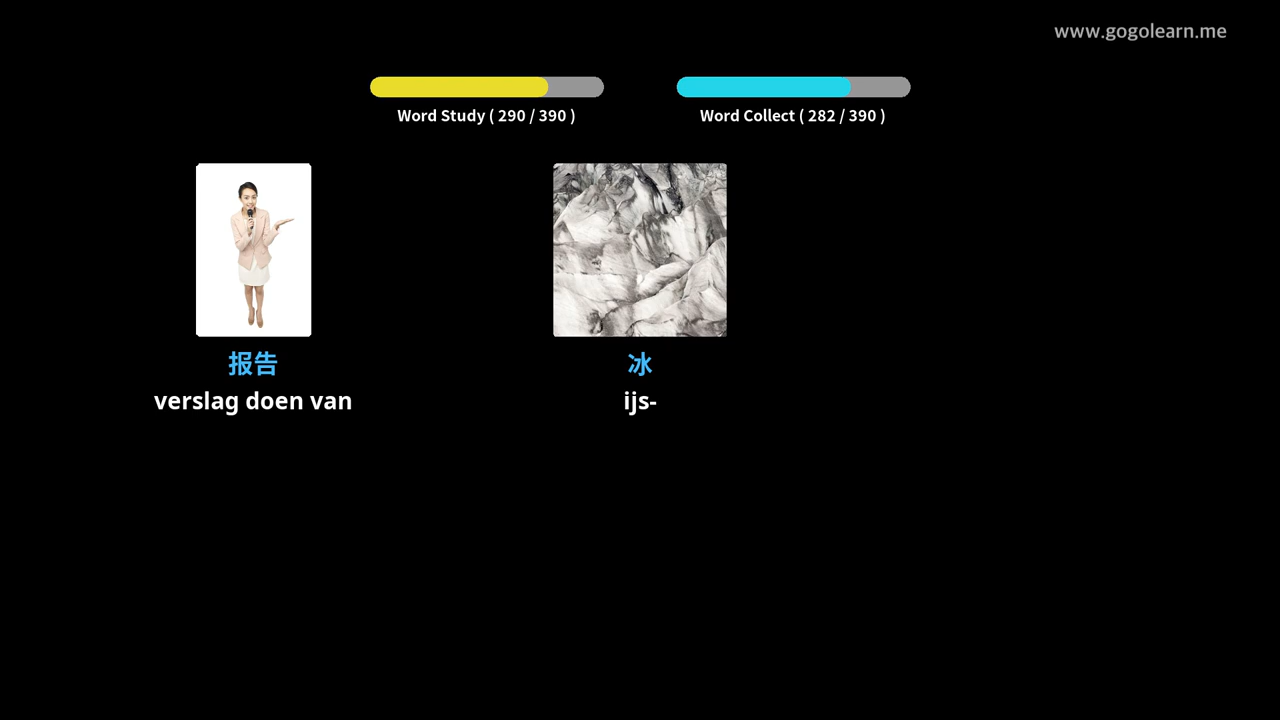 www.gogolearn.me
Word Study ( 290 / 390 )
Word Collect ( 282 / 390 )
报告
verslag doen van
冰
ijs-